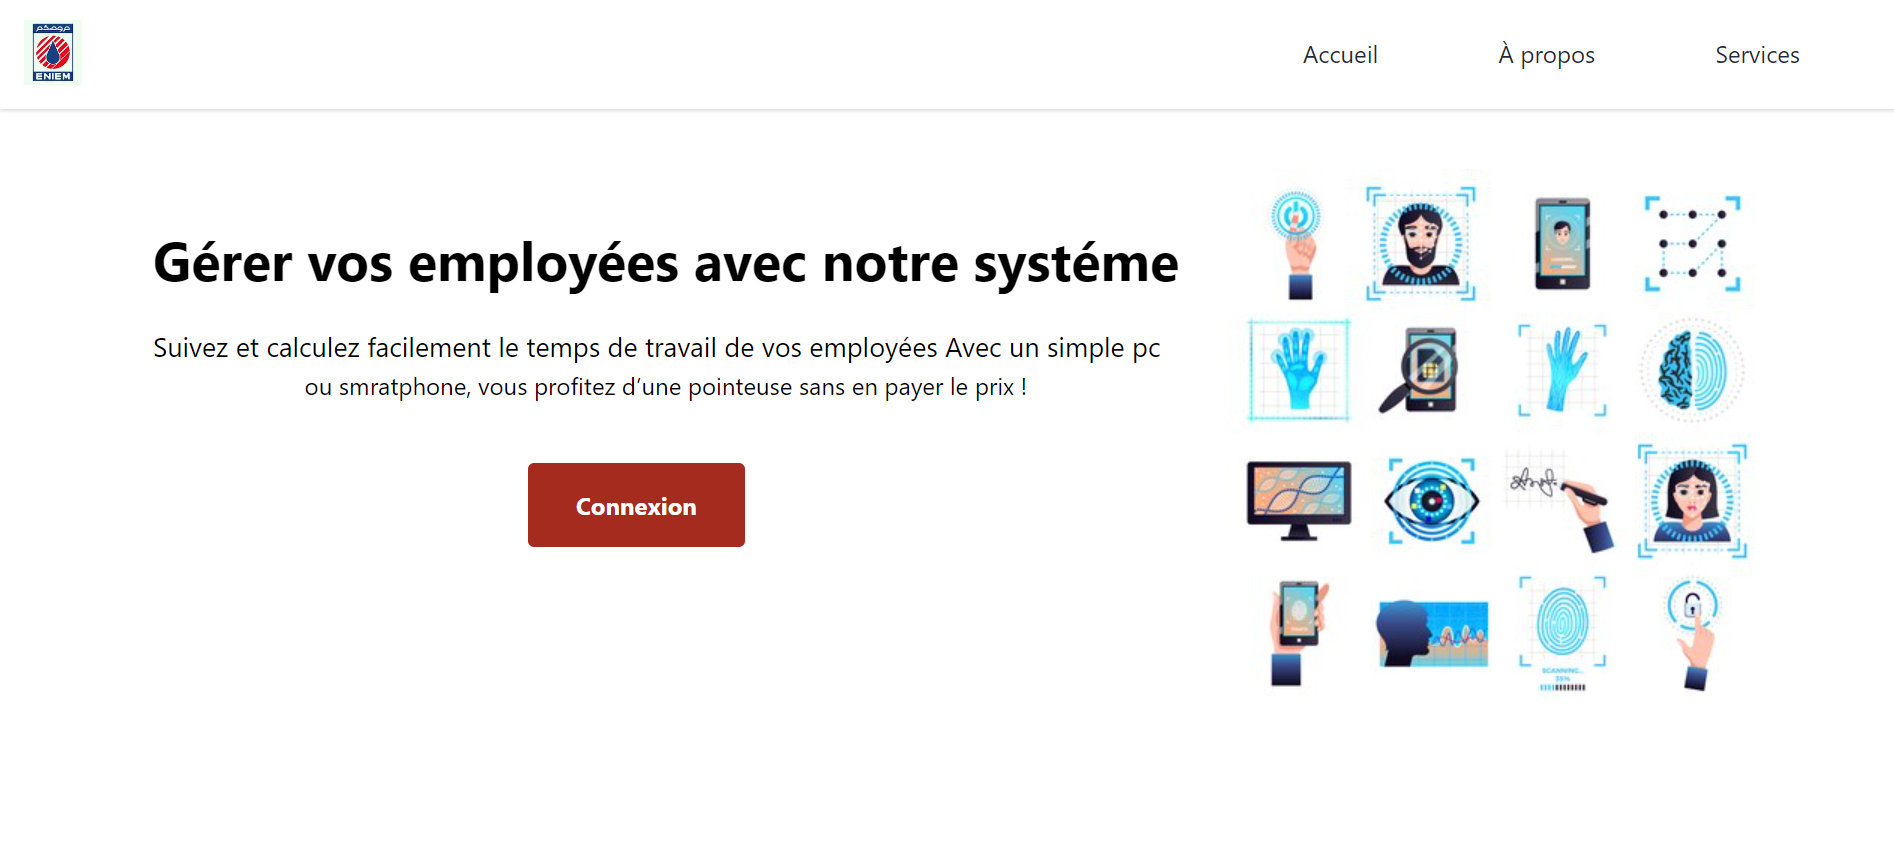 ENIEM
Accueil
À propos
Services
Gérer vos employées avec notre systéme
Suivez et calculez facilement le temps de travail de vos employées Avec un simple pc
ou smratphone, vous profitez d’une pointeuse sans en payer le prix !
Connexion
SCANNING...
35%